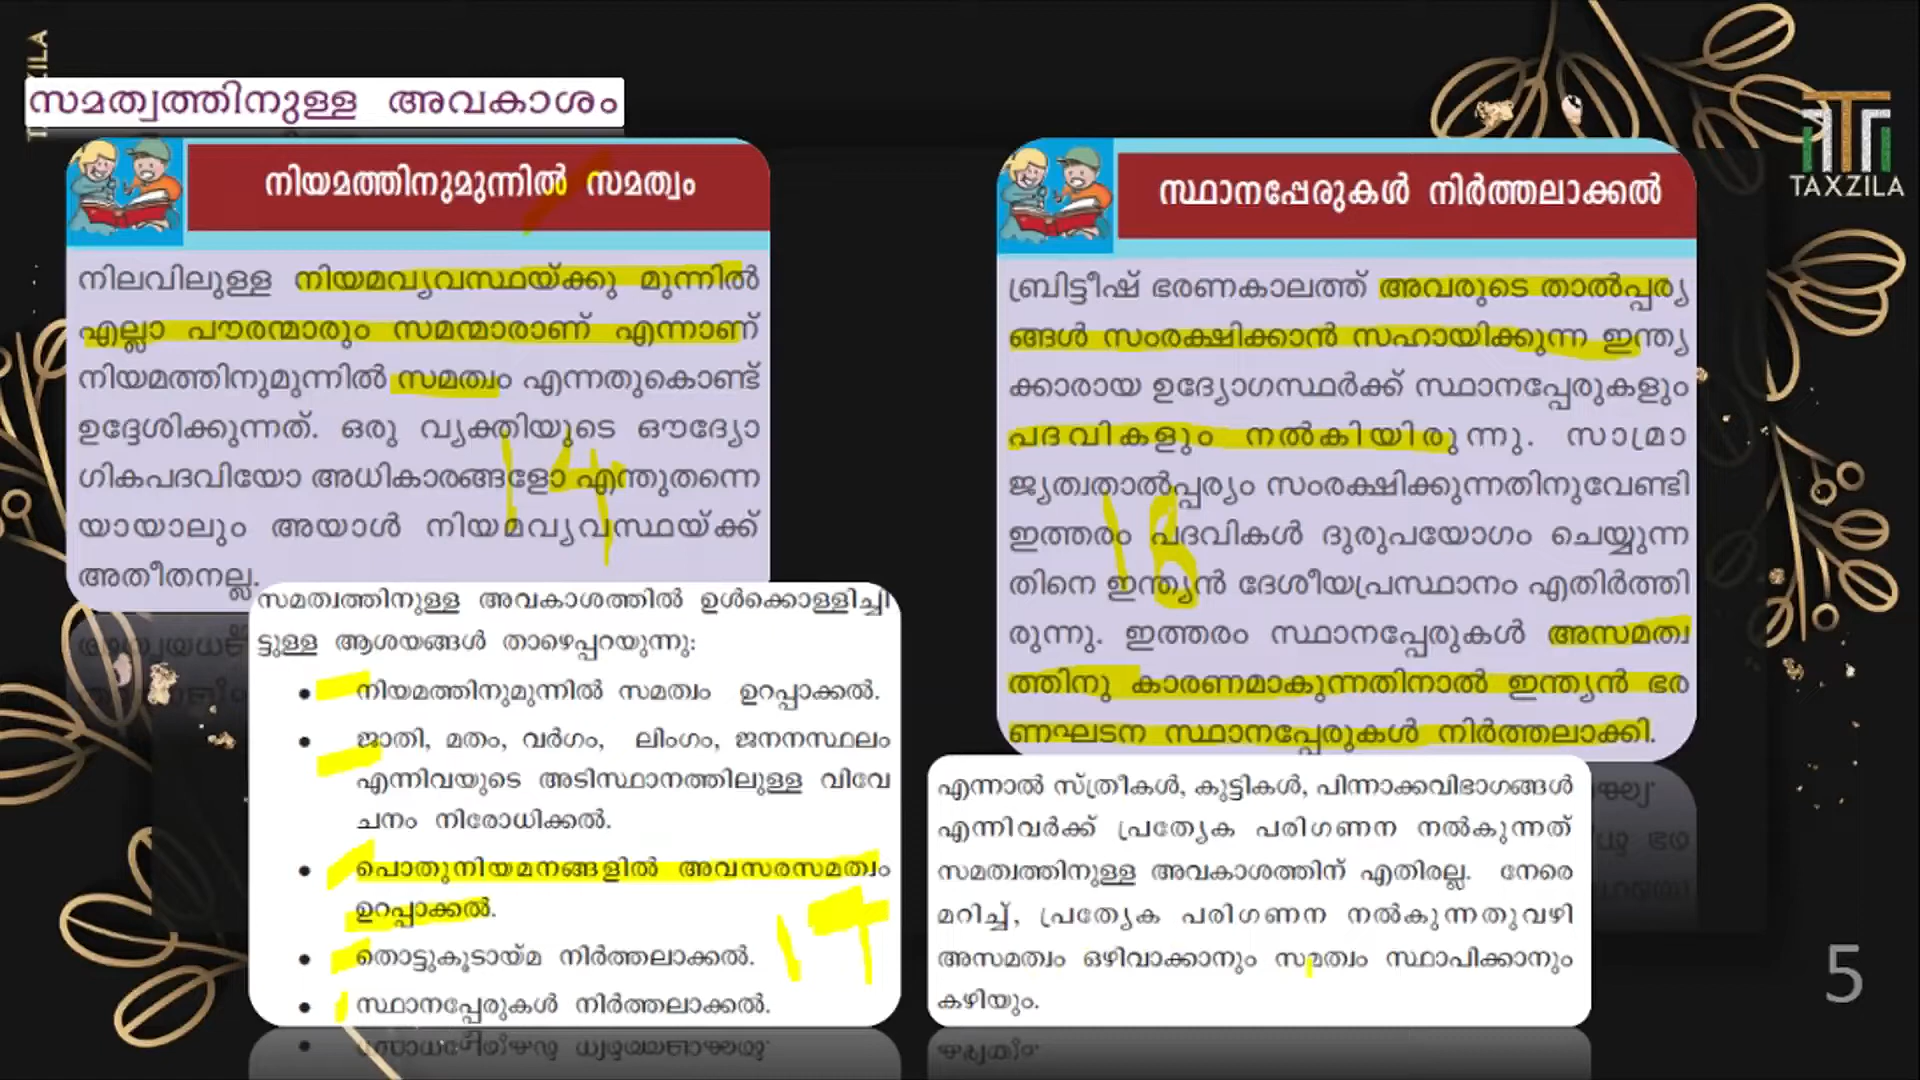 സമത്വത്തിനുള്ള അവകാശം
നിയമത്തിനുമുന്നിൽ സമത്വം
നിലവിലുള്ള നിയമവ്യവസ്ഥയ്ക്കു മുന്നിൽ
എല്ലാ പൗരന്മാരും സമന്മാരാണ് എന്നാണ്
നിയമത്തിനുമുന്നിൽ സമത്വം എന്നതുകൊണ്ട്
ഉദ്ദേശിക്കുന്നത്. ഒരു വ്യക്തിയുടെ ഔദ്യോ
ഗികപദവിയോ അധികാരങ്ങളോ എന്തുതന്നെ
യായാലും അയാൾ നിയമവ്യവസ്ഥയ്ക്ക്
അതീതനല്ല.
14
സമത്വത്തിനുള്ള അവകാശത്തിൽ ഉൾക്കൊള്ളിച്ചി
ട്ടുള്ള ആശയങ്ങൾ താഴെപ്പറയുന്നു:
• നിയമത്തിനുമുന്നിൽ സമത്വം ഉറപ്പാക്കൽ.
• ജാതി, മതം, വർഗം, ലിംഗം, ജനനസ്ഥലം
എന്നിവയുടെ അടിസ്ഥാനത്തിലുള്ള വിവേ
ചനം നിരോധിക്കൽ.
• പൊതുനിയമനങ്ങളിൽ അവസരസമത്വം
ഉറപ്പാക്കൽ.
• തൊട്ടുകൂടായ്മ നിർത്തലാക്കൽ.
• സ്ഥാനപ്പേരുകൾ നിർത്തലാക്കൽ.
17
സ്ഥാനപ്പേരുകൾ നിർത്തലാക്കൽ
ബ്രിട്ടീഷ് ഭരണകാലത്ത് അവരുടെ താൽപ്പര്യ
ങ്ങൾ സംരക്ഷിക്കാൻ സഹായിക്കുന്ന ഇന്ത്യ
ക്കാരായ ഉദ്യോഗസ്ഥർക്ക് സ്ഥാനപ്പേരുകളും
പദവികളും നൽകിയിരുന്നു. സാമ്രാ
ജ്യത്വതാൽപ്പര്യം സംരക്ഷിക്കുന്നതിനുവേണ്ടി
ഇത്തരം പദവികൾ ദുരുപയോഗം ചെയ്യുന്ന
തിനെ ഇന്ത്യൻ ദേശീയപ്രസ്ഥാനം എതിർത്തി
രുന്നു. ഇത്തരം സ്ഥാനപ്പേരുകൾ അസമത്വ
ത്തിനു കാരണമാകുന്നതിനാൽ ഇന്ത്യൻ ഭര
ണഘടന സ്ഥാനപ്പേരുകൾ നിർത്തലാക്കി.
18
എന്നാൽ സ്ത്രീകൾ, കുട്ടികൾ, പിന്നാക്കവിഭാഗങ്ങൾ
എന്നിവർക്ക് പ്രത്യേക പരിഗണന നൽകുന്നത്
സമത്വത്തിനുള്ള അവകാശത്തിന് എതിരല്ല. നേരെ
മറിച്ച്, പ്രത്യേക പരിഗണന നൽകുന്നതുവഴി
അസമത്വം ഒഴിവാക്കാനും സമത്വം സ്ഥാപിക്കാനും
കഴിയും.
TAXZILA
5